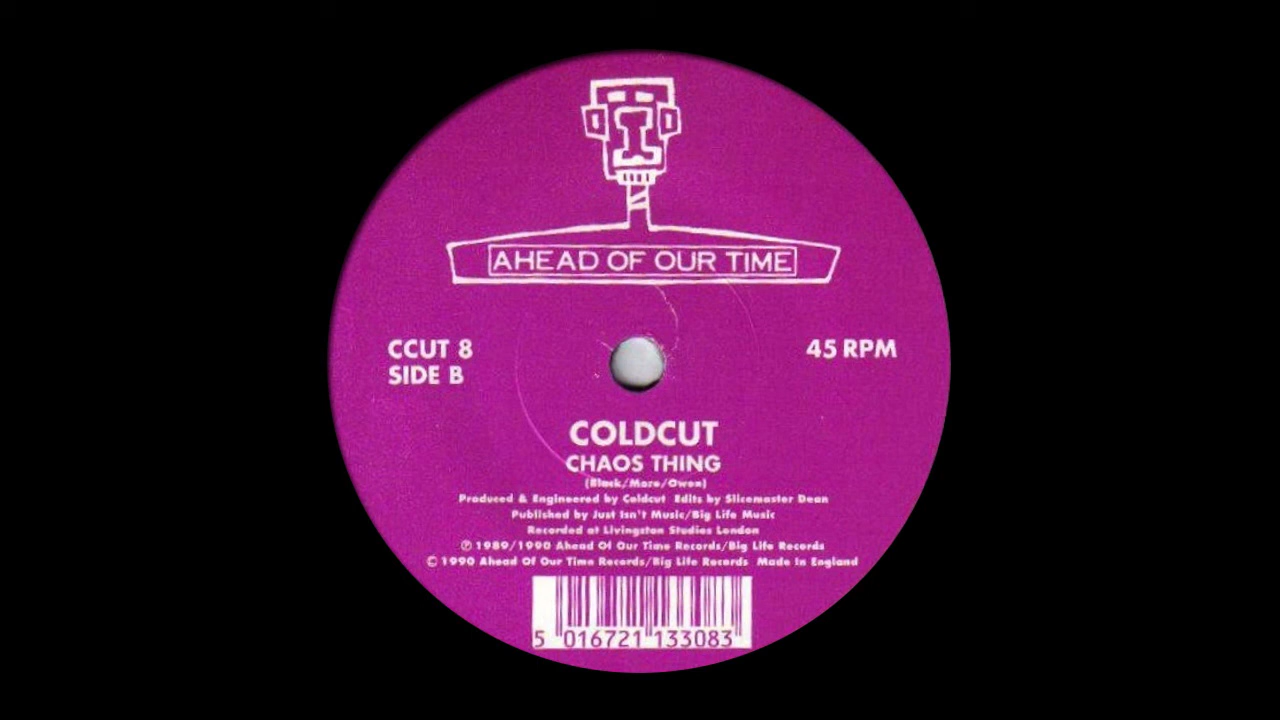 AHEAD OF OUR TIME
CCUT 8
SIDE B
45 RPM
COLDCUT
CHAOS THING
(Black/More/Owen)
Produced & Engineered by Coldcut Edits by Slicemaster Dean
Published by Just Isn't Music/Big Life Music
Recorded at Livingston Studios London
℗ 1989/1990 Ahead Of Our Time Records/Big Life Records
© 1990 Ahead Of Our Time Records/Big Life Records Made In England
5 016721 133083